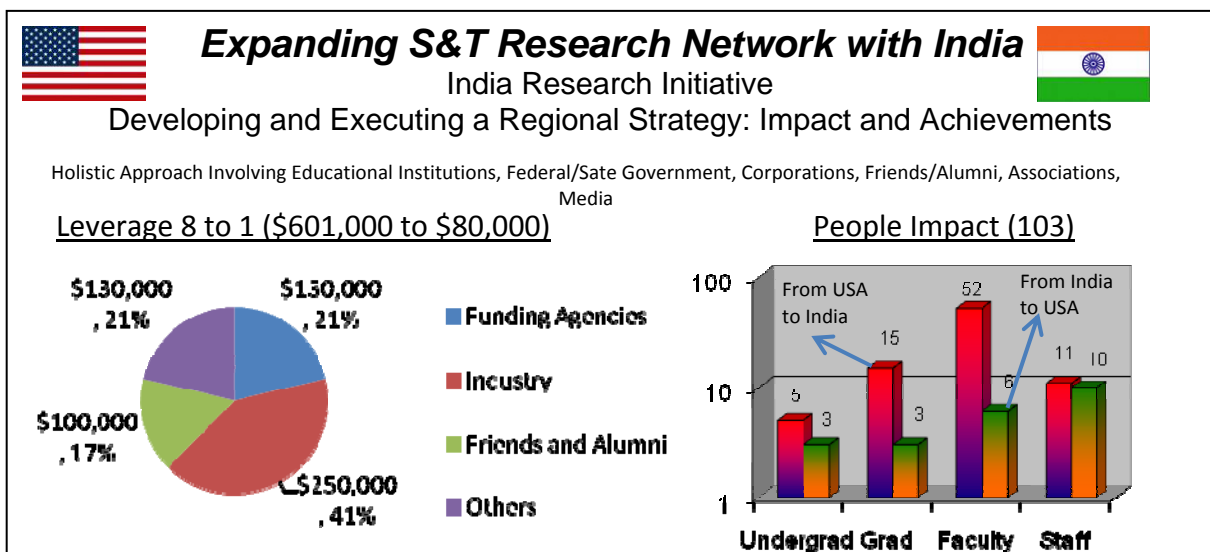 Expanding S&T Research Network with India
India Research Initiative
Developing and Executing a Regional Strategy: Impact and Achievements
Holistic Approach Involving Educational Institutions, Federal/Sate Government, Corporations, Friends/Alumni, Associations,
Media
Leverage 8 to 1 ($601,000 to $80,000)
$130,000
, 21%
$130,000
, 21%
$100,000
, 17%
$250,000
, 41%
Funding Agencies
Industry
Friends and Alumni
Others
People Impact (103)
100
10
1
From USA
to India
From India
to USA
5
3
15
3
52
6
11
10
Undergrad Grad Faculty Staff